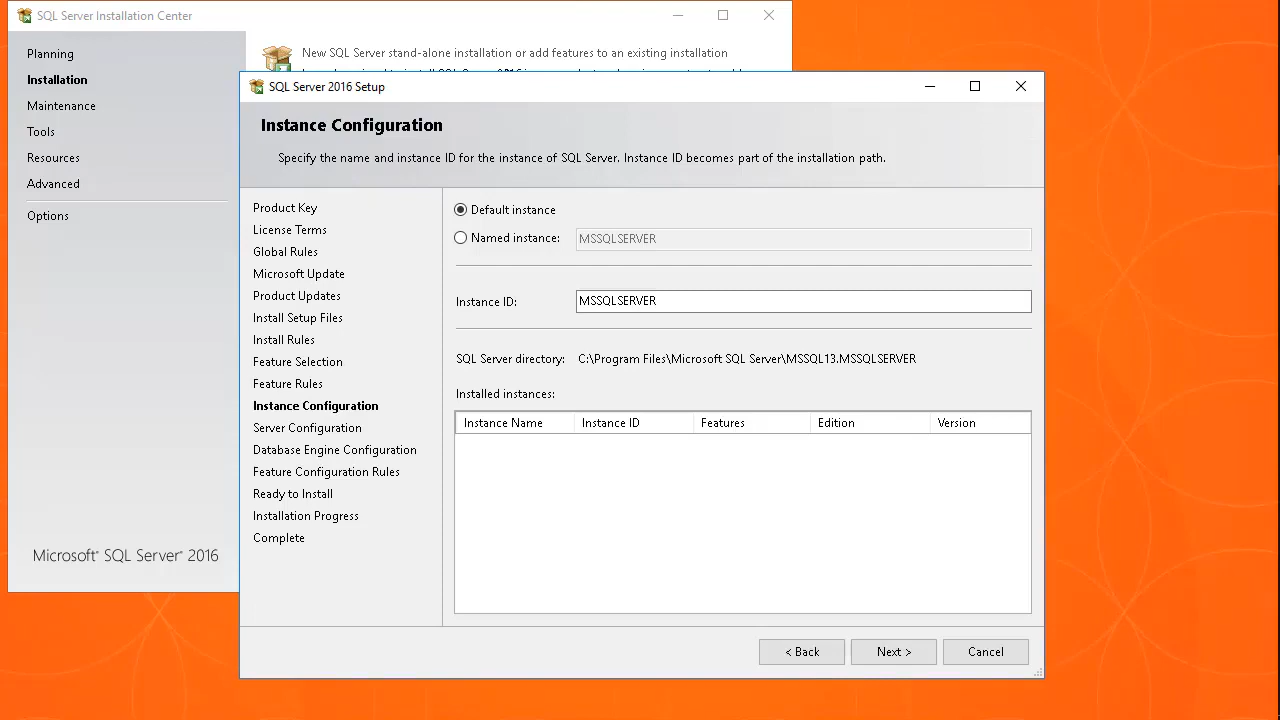 SQL Server Installation Center
Planning
Installation
Maintenance
Tools
Resources
Advanced
Options
Microsoft® SQL Server® 2016
New SQL Server stand-alone installation or add features to an existing installation
SQL Server 2016 Setup
Instance Configuration
Specify the name and instance ID for the instance of SQL Server. Instance ID becomes part of the installation path.
Product Key
License Terms
Global Rules
Microsoft Update
Product Updates
Install Setup Files
Install Rules
Feature Selection
Feature Rules
Instance Configuration
Server Configuration
Database Engine Configuration
Feature Configuration Rules
Ready to Install
Installation Progress
Complete
Default instance
Named instance: MSSQLSERVER
Instance ID: MSSQLSERVER
SQL Server directory: C:\Program Files\Microsoft SQL Server\MSSQL13.MSSQLSERVER
Installed instances:
Instance Name Instance ID Features Edition Version
< Back Next > Cancel